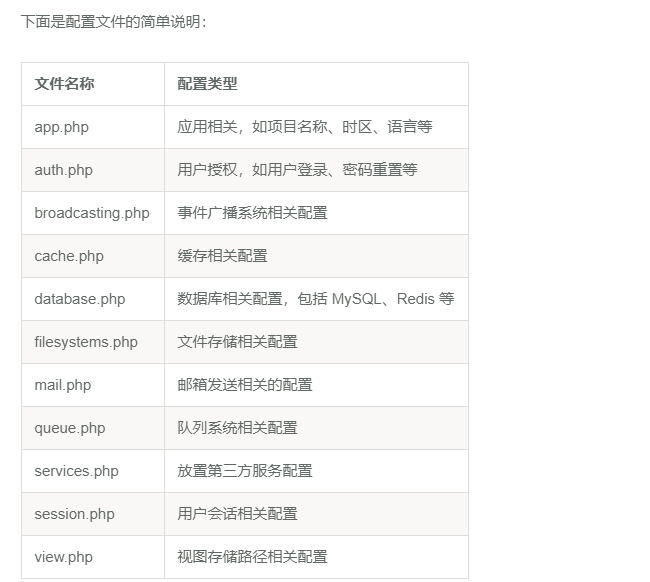 下面是配置文件的简单说明：
文件名称 配置类型
app.php 应用相关，如项目名称、时区、语言等
auth.php 用户授权，如用户登录、密码重置等
broadcasting.php 事件广播系统相关配置
cache.php 缓存相关配置
database.php 数据库相关配置，包括 MySQL、Redis 等
filesystems.php 文件存储相关配置
mail.php 邮箱发送相关的配置
queue.php 队列系统相关配置
services.php 放置第三方服务配置
session.php 用户会话相关配置
view.php 视图存储路径相关配置